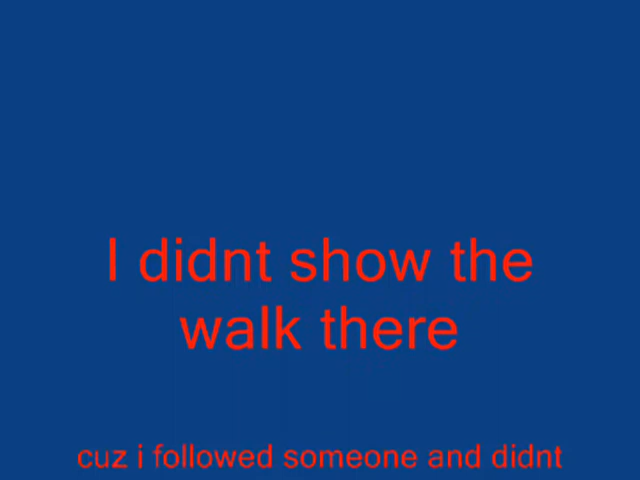 I didnt show the
walk there
cuz i followed someone and didnt